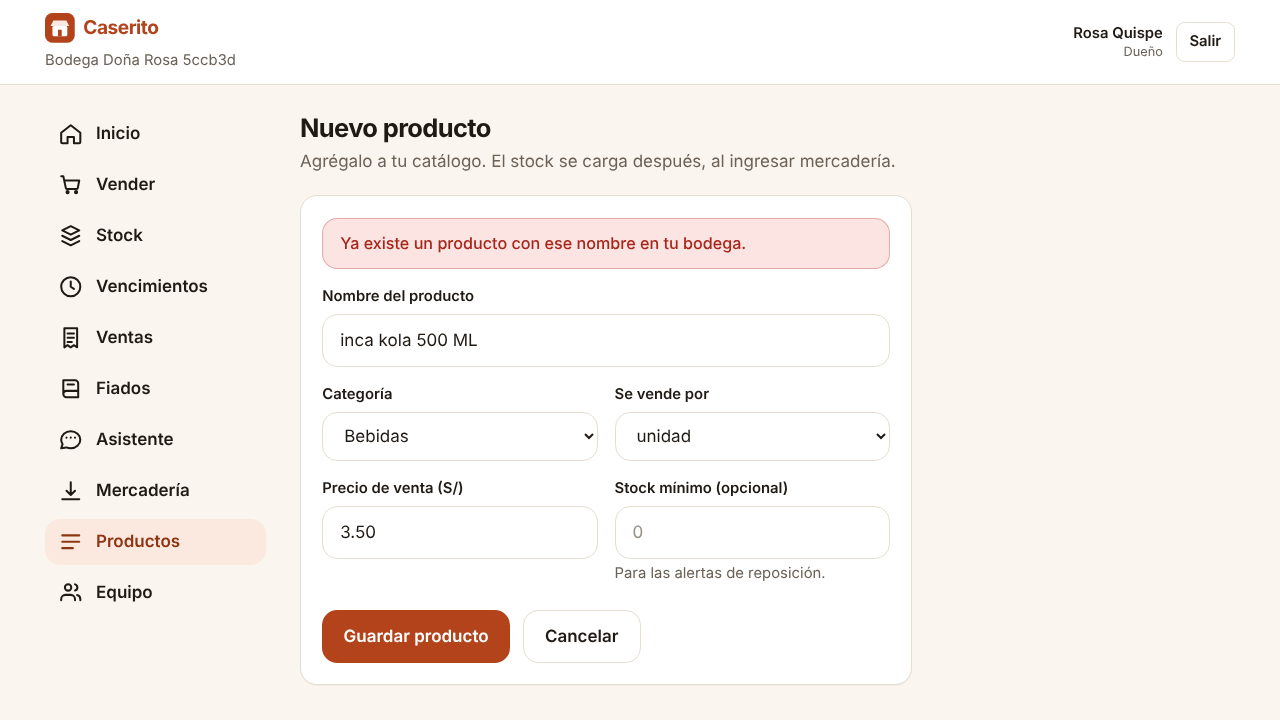 Caserito
Bodega Doña Rosa 5ccb3d
Rosa Quispe
Dueño
Salir
Inicio
Vender
Stock
Vencimientos
Ventas
Fiados
Asistente
Mercadería
Productos
Equipo
Nuevo producto
Agrégalo a tu catálogo. El stock se carga después, al ingresar mercadería.
Ya existe un producto con ese nombre en tu bodega.
Nombre del producto
inca kola 500 ML
Categoría
Se vende por
Bebidas
unidad
Precio de venta (S/)
Stock mínimo (opcional)
3.50
0
Para las alertas de reposición.
Guardar producto
Cancelar